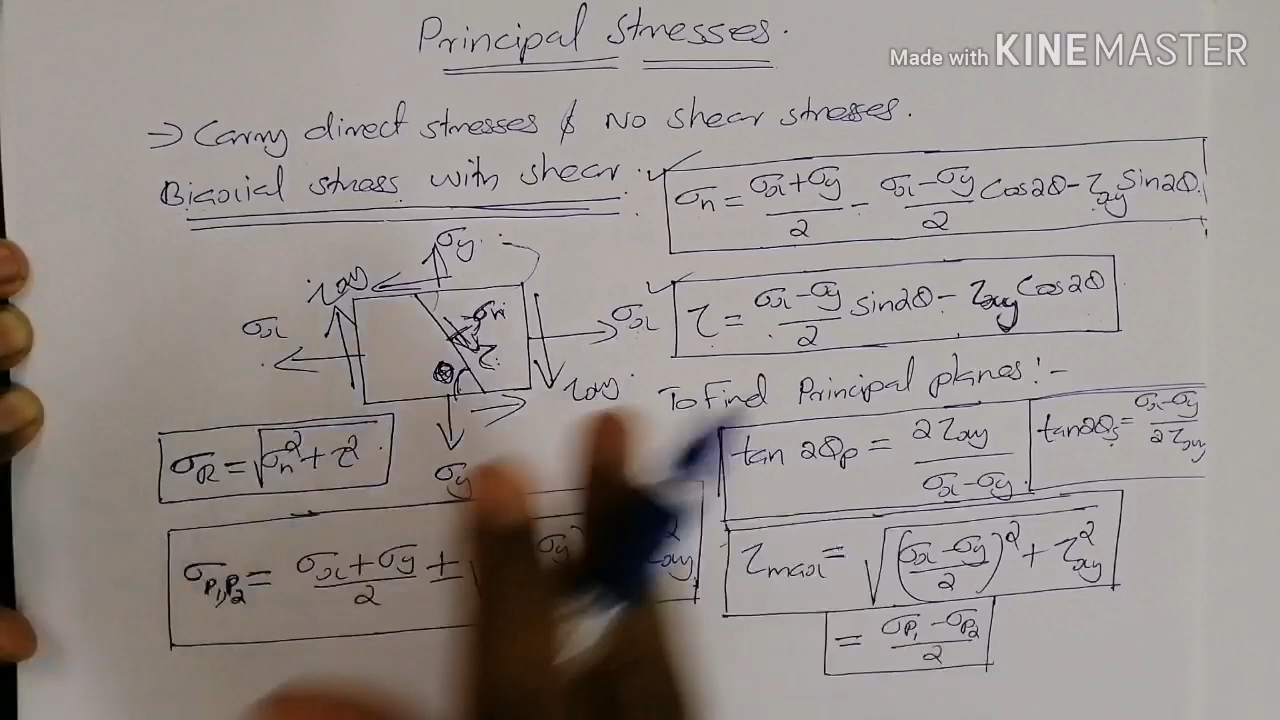 Principal Stresses.
Made with KINEMASTER
→ Carry direct stresses & No shear stresses.
Biaxial stress with shear.
σn = (σx + σy)/2 - (σx - σy)/2 Cos2θ - τxy Sin2θ.
τ = (σx - σy)/2 Sin2θ - τxy Cos2θ
σy
τxy
σn
σx
σx
τ
θ
τxy
σy
σR = √(σn² + τ²)
To Find Principal planes :-
tan 2θp = 2τxy/(σx - σy)
tan2θs = (σx - σy)/2τxy
σP1,P2 = (σx + σy)/2 ± √ σy ² xy
τmax = √(((σx - σy)/2)² + τxy²)
= (σP1 - σP2)/2